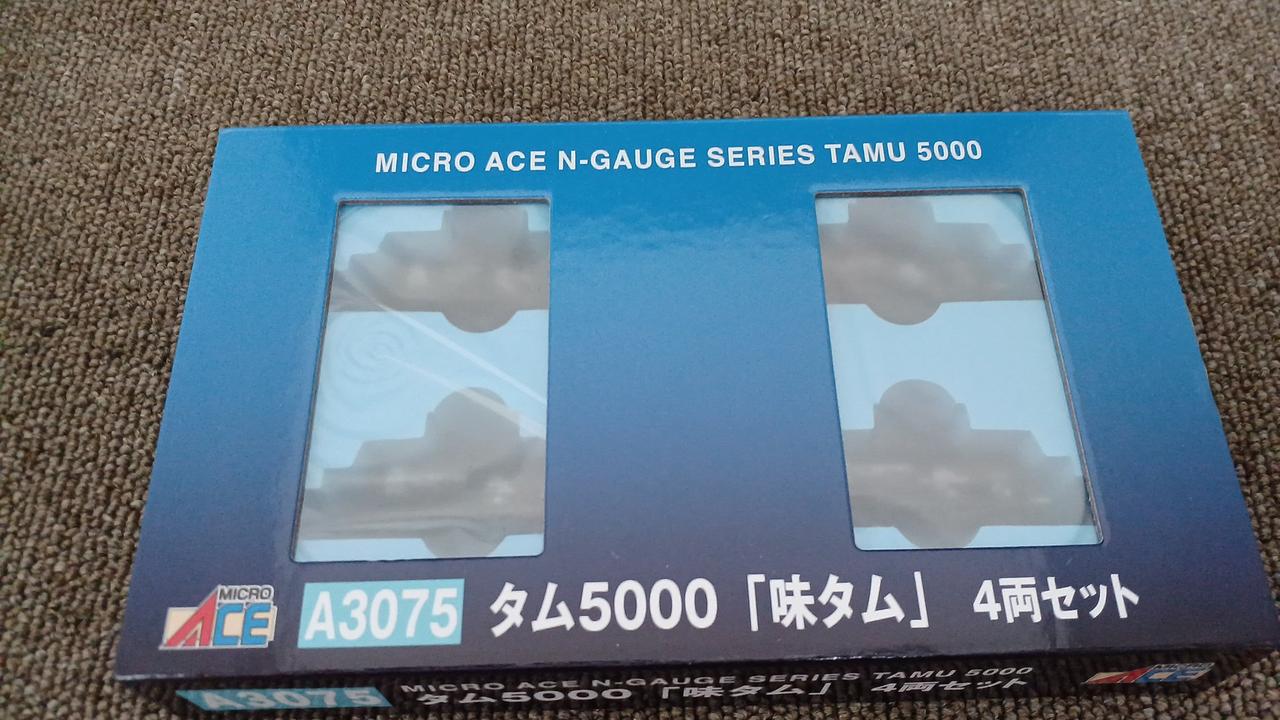 MICRO ACE N-GAUGE SERIES TAMU 5000
MICRO ACE
A3075 タム5000「味タム」 4両セット
A3075 MICRO ACE N-GAUGE SERIES TAMU 5000
タム5000「味タム」 4両セット
MICRO ACE